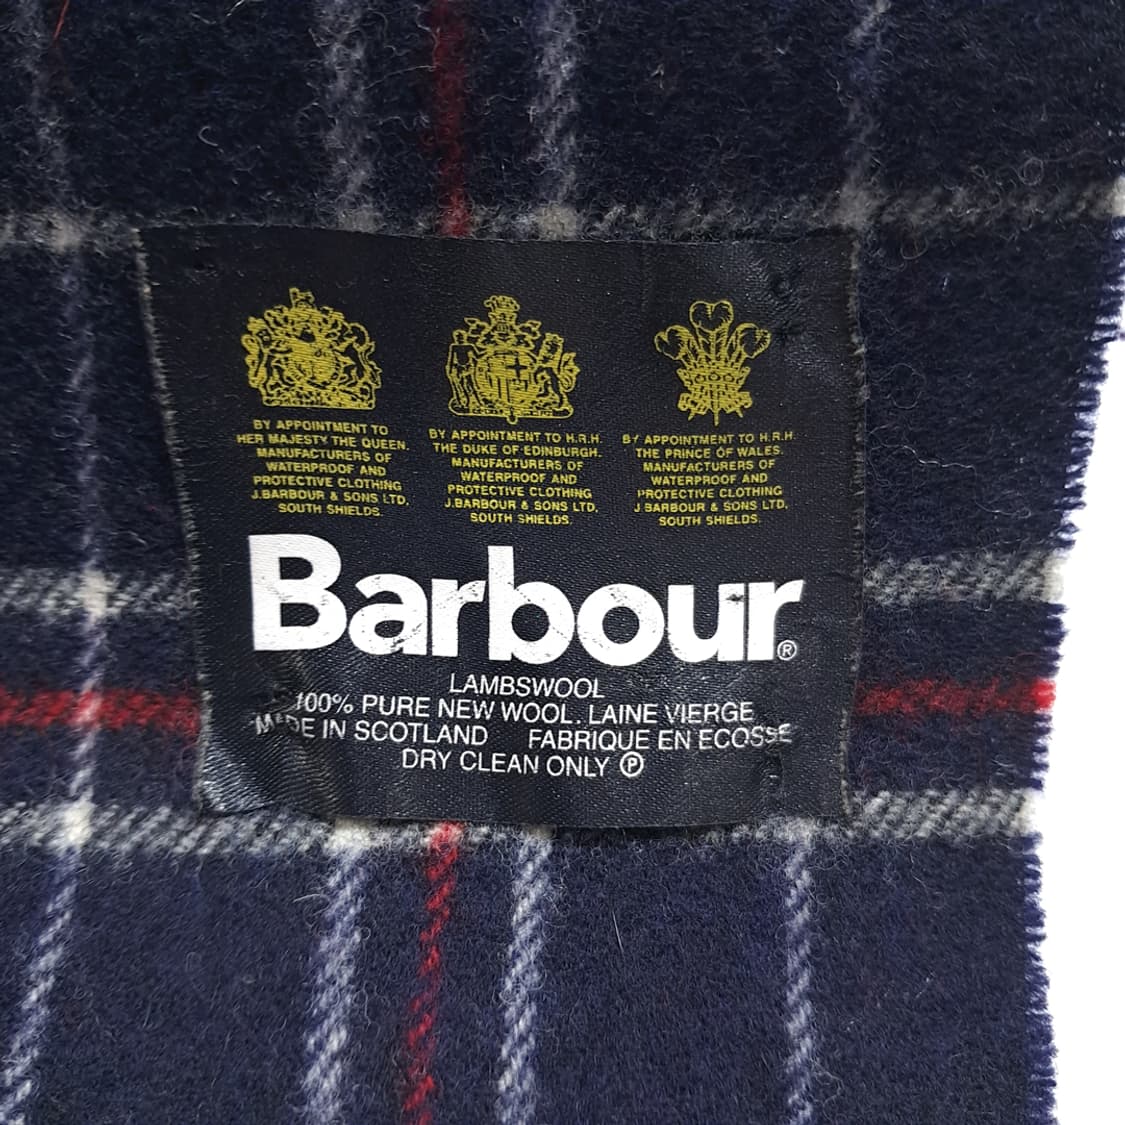 BY APPOINTMENT TO
HER MAJESTY THE QUEEN.
MANUFACTURERS OF
WATERPROOF AND
PROTECTIVE CLOTHING
J.BARBOUR & SONS LTD,
SOUTH SHIELDS.
BY APPOINTMENT TO H.R.H.
THE DUKE OF EDINBURGH.
MANUFACTURERS OF
WATERPROOF AND
PROTECTIVE CLOTHING
J.BARBOUR & SONS LTD,
SOUTH SHIELDS.
BY APPOINTMENT TO H.R.H.
THE PRINCE OF WALES.
MANUFACTURERS OF
WATERPROOF AND
PROTECTIVE CLOTHING
J BARBOUR & SONS LTD,
SOUTH SHIELDS.
Barbour®
LAMBSWOOL
100% PURE NEW WOOL. LAINE VIERGE
MADE IN SCOTLAND FABRIQUE EN ECOSSE
DRY CLEAN ONLY Ⓟ